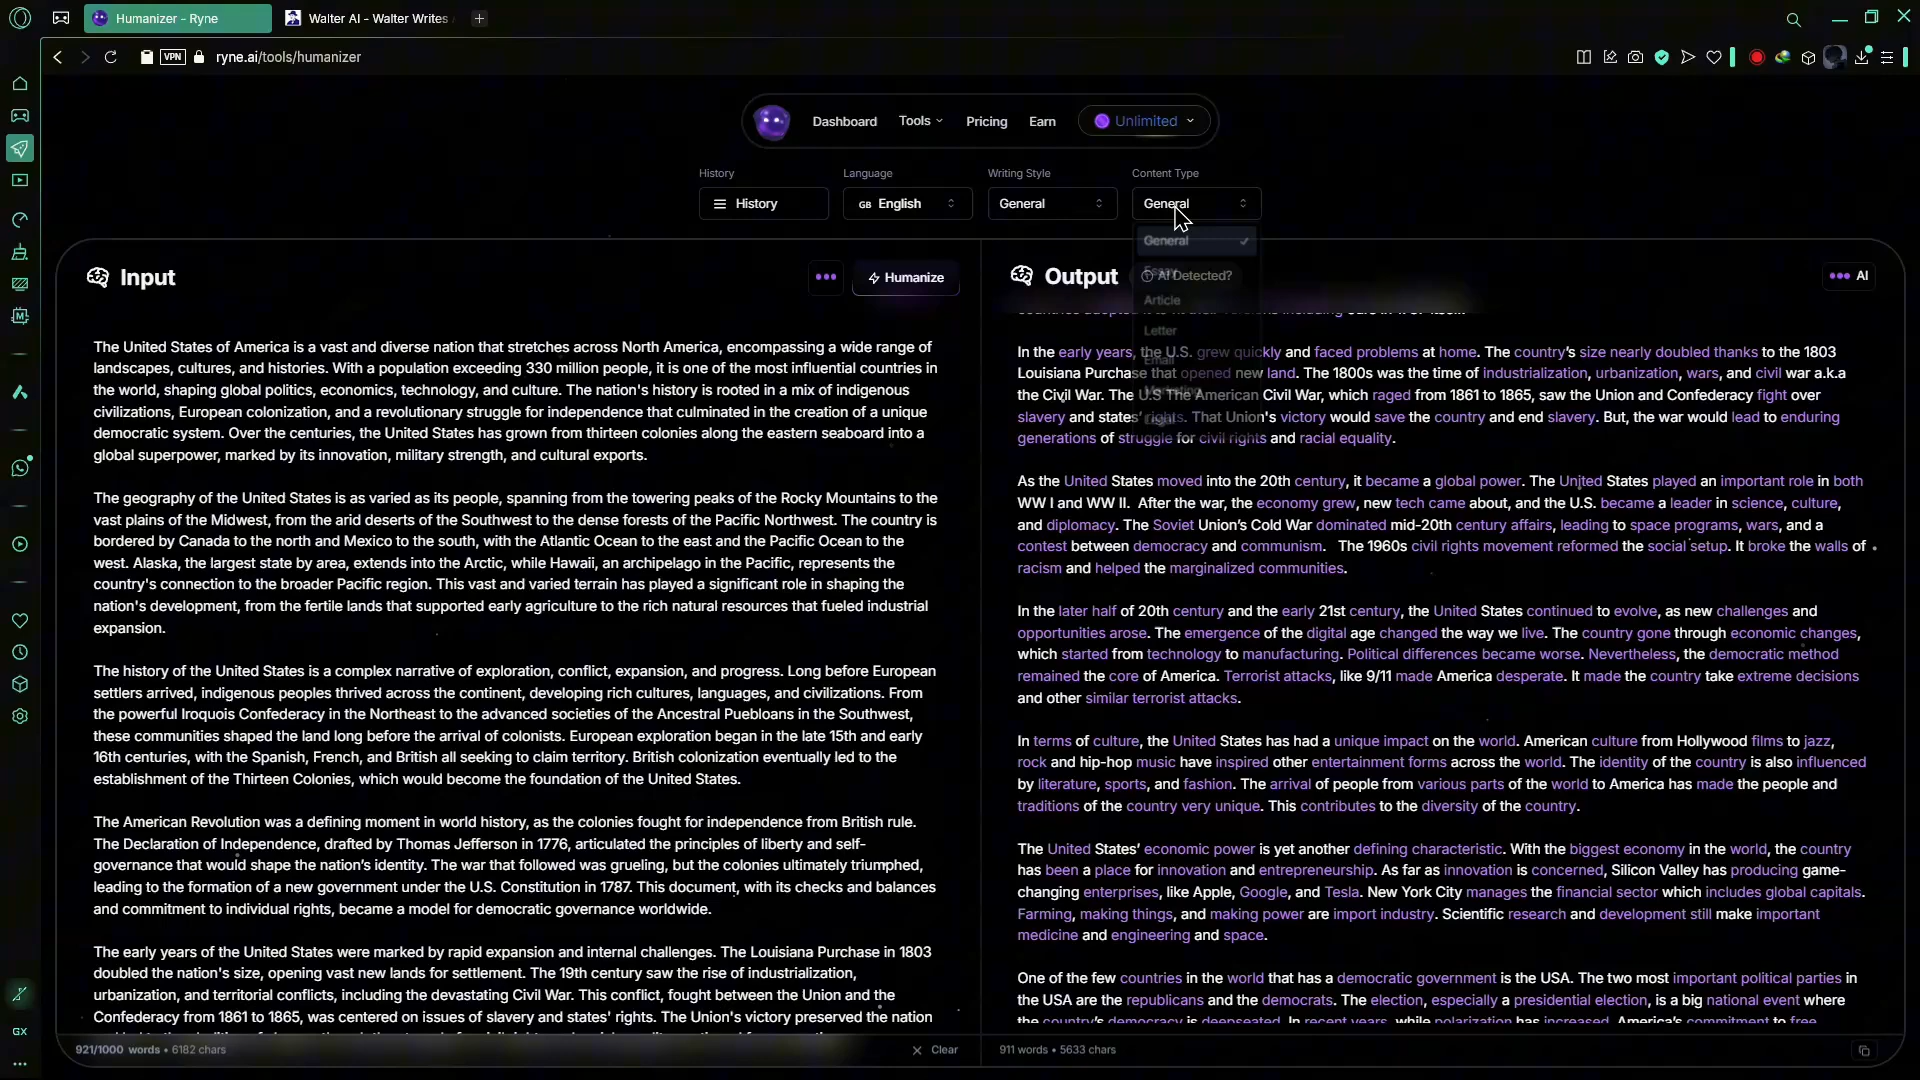 Humanizer - Ryne
Walter AI - Walter Writes
VPN
ryne.ai/tools/humanizer
Dashboard
Tools
Pricing
Earn
Unlimited
History
Language
Writing Style
Content Type
History
GB English
General
General
General
Essay
Article
Letter
Email
Marketing
Legal
Input
Humanize
Output
AI Detected?
AI
The United States of America is a vast and diverse nation that stretches across North America, encompassing a wide range of
landscapes, cultures, and histories. With a population exceeding 330 million people, it is one of the most influential countries in
the world, shaping global politics, economics, technology, and culture. The nation's history is rooted in a mix of indigenous
civilizations, European colonization, and a revolutionary struggle for independence that culminated in the creation of a unique
democratic system. Over the centuries, the United States has grown from thirteen colonies along the eastern seaboard into a
global superpower, marked by its innovation, military strength, and cultural exports.
The geography of the United States is as varied as its people, spanning from the towering peaks of the Rocky Mountains to the
vast plains of the Midwest, from the arid deserts of the Southwest to the dense forests of the Pacific Northwest. The country is
bordered by Canada to the north and Mexico to the south, with the Atlantic Ocean to the east and the Pacific Ocean to the
west. Alaska, the largest state by area, extends into the Arctic, while Hawaii, an archipelago in the Pacific, represents the
country's connection to the broader Pacific region. This vast and varied terrain has played a significant role in shaping the
nation's development, from the fertile lands that supported early agriculture to the rich natural resources that fueled industrial
expansion.
The history of the United States is a complex narrative of exploration, conflict, expansion, and progress. Long before European
settlers arrived, indigenous peoples thrived across the continent, developing rich cultures, languages, and civilizations. From
the powerful Iroquois Confederacy in the Northeast to the advanced societies of the Ancestral Puebloans in the Southwest,
these communities shaped the land long before the arrival of colonists. European exploration began in the late 15th and early
16th centuries, with the Spanish, French, and British all seeking to claim territory. British colonization eventually led to the
establishment of the Thirteen Colonies, which would become the foundation of the United States.
The American Revolution was a defining moment in world history, as the colonies fought for independence from British rule.
The Declaration of Independence, drafted by Thomas Jefferson in 1776, articulated the principles of liberty and self-
governance that would shape the nation's identity. The war that followed was grueling, but the colonies ultimately triumphed,
leading to the formation of a new government under the U.S. Constitution in 1787. This document, with its checks and balances
and commitment to individual rights, became a model for democratic governance worldwide.
The early years of the United States were marked by rapid expansion and internal challenges. The Louisiana Purchase in 1803
doubled the nation's size, opening vast new lands for settlement. The 19th century saw the rise of industrialization,
urbanization, and territorial conflicts, including the devastating Civil War. This conflict, fought between the Union and the
Confederacy from 1861 to 1865, was centered on issues of slavery and states' rights. The Union's victory preserved the nation
921/1000 words • 6182 chars
Clear
In the early years, the U.S. grew quickly and faced problems at home. The country's size nearly doubled thanks to the 1803
Louisiana Purchase that opened new land. The 1800s was the time of industrialization, urbanization, wars, and civil war a.k.a
the Civil War. The U.S The American Civil War, which raged from 1861 to 1865, saw the Union and Confederacy fight over
slavery and states' rights. That Union's victory would save the country and end slavery. But, the war would lead to enduring
generations of struggle for civil rights and racial equality.
As the United States moved into the 20th century, it became a global power. The United States played an important role in both
WW I and WW II. After the war, the economy grew, new tech came about, and the U.S. became a leader in science, culture,
and diplomacy. The Soviet Union's Cold War dominated mid-20th century affairs, leading to space programs, wars, and a
contest between democracy and communism. The 1960s civil rights movement reformed the social setup. It broke the walls of
racism and helped the marginalized communities.
In the later half of 20th century and the early 21st century, the United States continued to evolve, as new challenges and
opportunities arose. The emergence of the digital age changed the way we live. The country gone through economic changes,
which started from technology to manufacturing. Political differences became worse. Nevertheless, the democratic method
remained the core of America. Terrorist attacks, like 9/11 made America desperate. It made the country take extreme decisions
and other similar terrorist attacks.
In terms of culture, the United States has had a unique impact on the world. American culture from Hollywood films to jazz,
rock and hip-hop music have inspired other entertainment forms across the world. The identity of the country is also influenced
by literature, sports, and fashion. The arrival of people from various parts of the world to America has made the people and
traditions of the country very unique. This contributes to the diversity of the country.
The United States' economic power is yet another defining characteristic. With the biggest economy in the world, the country
has been a place for innovation and entrepreneurship. As far as innovation is concerned, Silicon Valley has producing game-
changing enterprises, like Apple, Google, and Tesla. New York City manages the financial sector which includes global capitals.
Farming, making things, and making power are import industry. Scientific research and development still make important
medicine and engineering and space.
One of the few countries in the world that has a democratic government is the USA. The two most important political parties in
the USA are the republicans and the democrats. The election, especially a presidential election, is a big national event where
the country's democracy is deepseated. In recent years, while polarization has increased, America's commitment to free
911 words • 5633 chars
GX